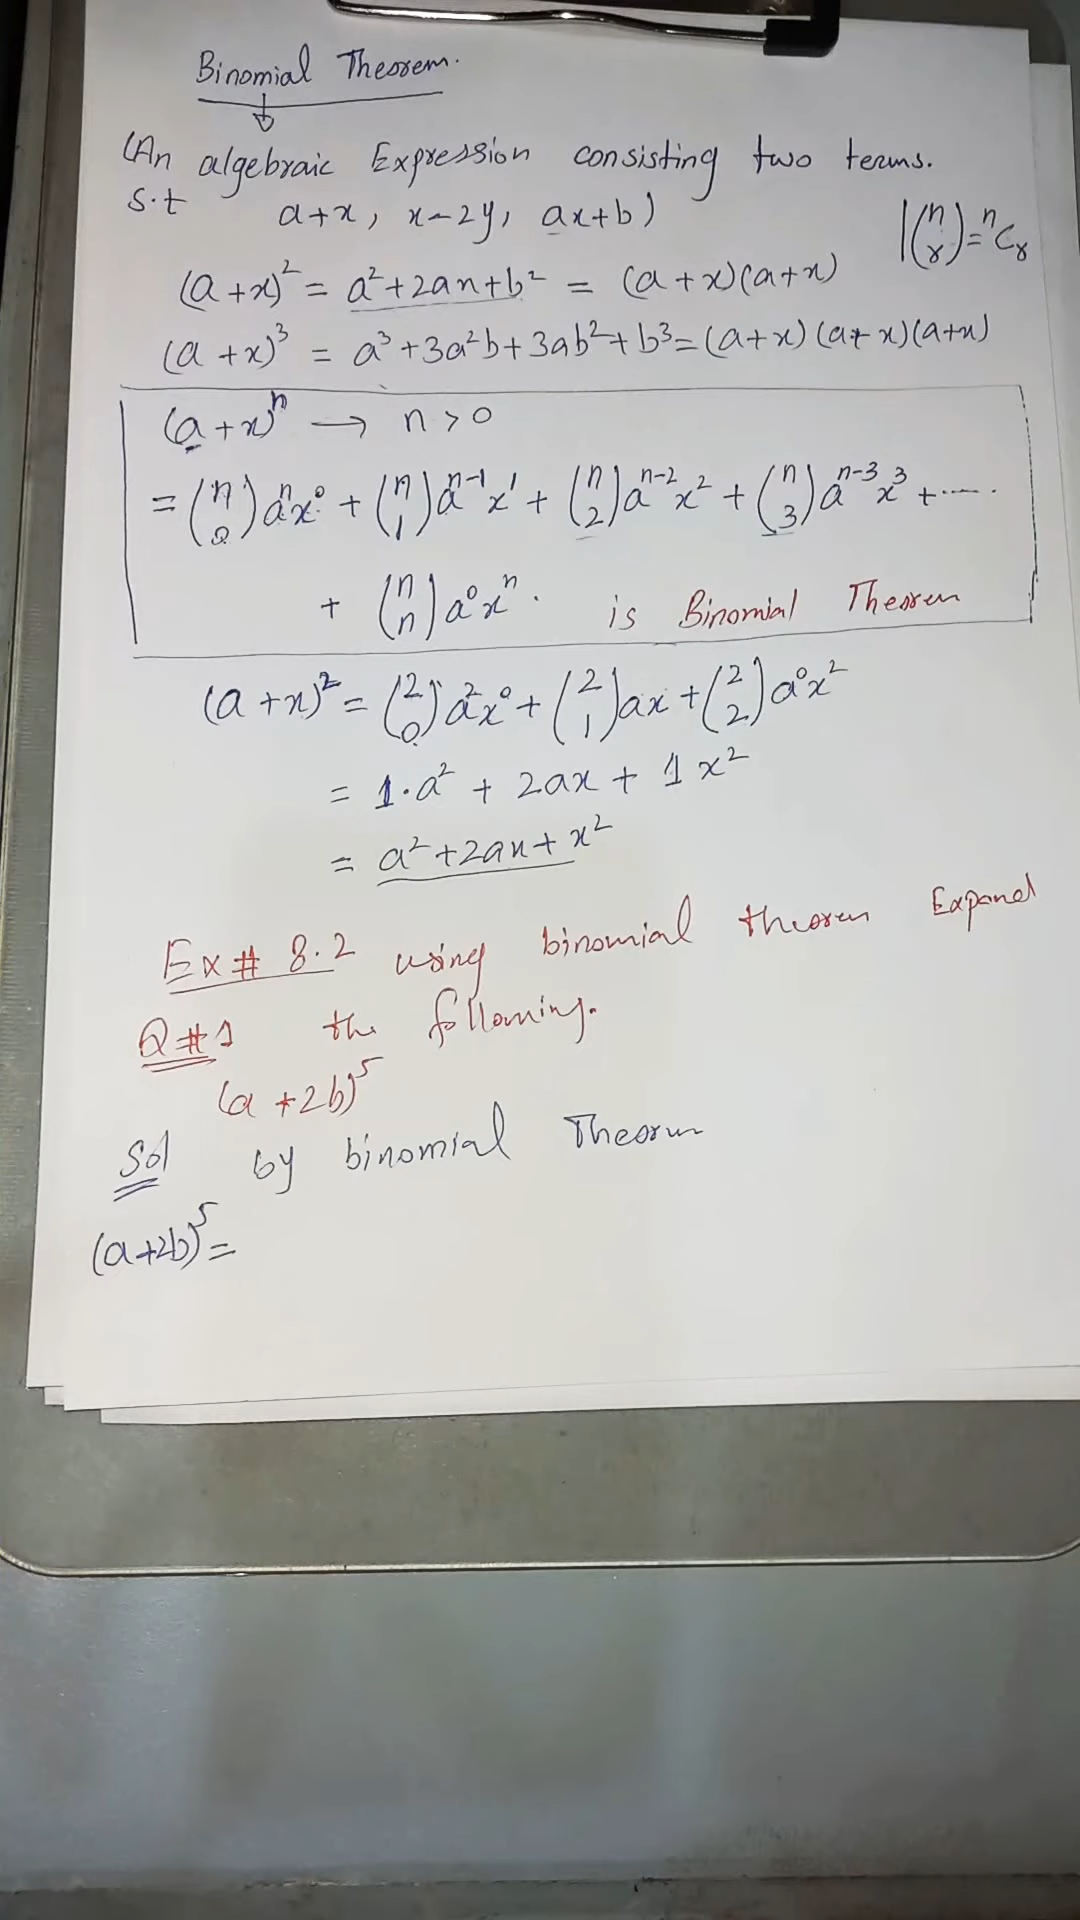 Binomial Theorem.
(An algebraic Expression consisting two terms.
s.t a+x, x-2y, ax+b)
|(n r) = ⁿCᵣ
(a+x)² = a²+2ax+b² = (a+x)(a+x)
(a+x)³ = a³+3a²b+3ab²+b³=(a+x)(a+x)(a+x)
(a+x)ⁿ → n>0
= (n 0)aⁿx⁰ + (n 1)aⁿ⁻¹x¹ + (n 2)aⁿ⁻²x² + (n 3)aⁿ⁻³x³ + .....
+ (n n)a⁰xⁿ. is Binomial Theorem
(a+x)² = (2 0)a²x⁰ + (2 1)ax + (2 2)a⁰x²
= 1·a² + 2ax + 1x²
= a²+2ax+x²
Ex# 8.2 using binomial theorem Expand
Q#1 the following.
(a+2b)⁵
Sol by binomial Theorem
(a+2b)⁵=